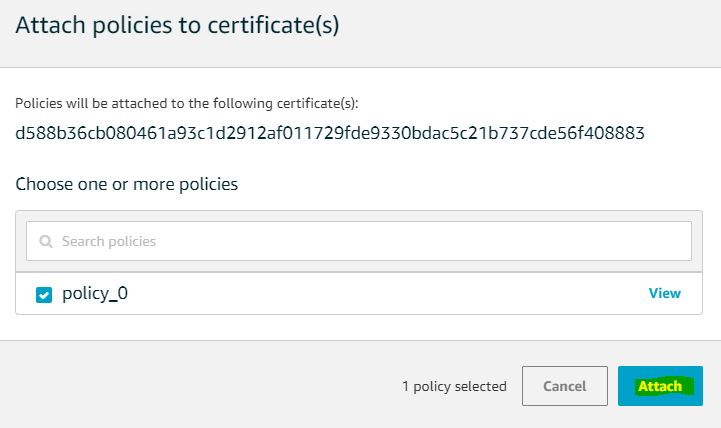 Attach policies to certificate(s)
Policies will be attached to the following certificate(s):
d588b36cb080461a93c1d2912af011729fde9330bdac5c21b737cde56f408883
Choose one or more policies
Search policies
policy_0 View
1 policy selected Cancel Attach